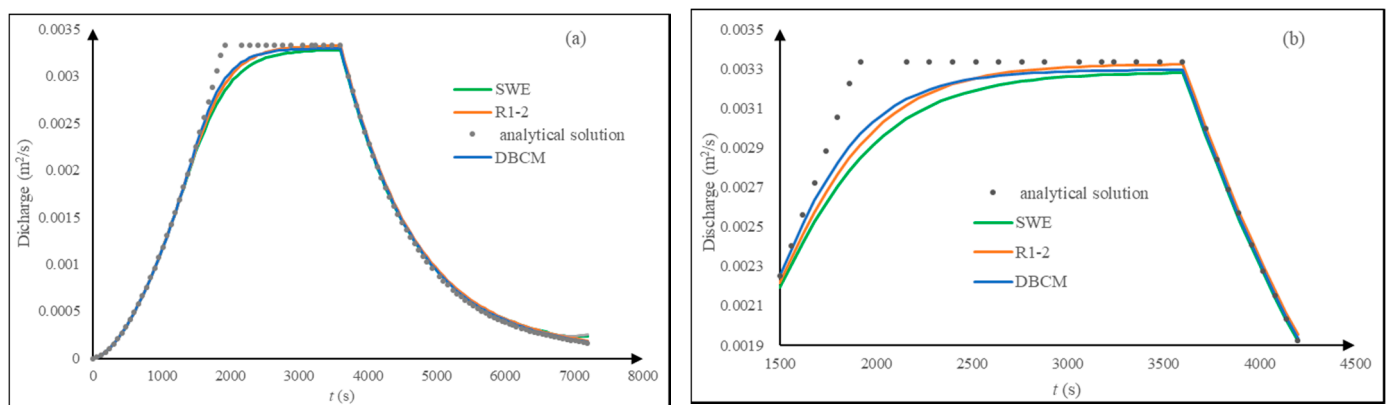 (a)
Dicharge (m²/s)
0.0035
0.003
0.0025
0.002
0.0015
0.001
0.0005
0
SWE
R1-2
analytical solution
DBCM
0 1000 2000 3000 4000 5000 6000 7000 8000
t (s)
(b)
Discharge (m²/s)
0.0035
0.0033
0.0031
0.0029
0.0027
0.0025
0.0023
0.0021
0.0019
analytical solution
SWE
R1-2
DBCM
1500 2000 2500 3000 3500 4000 4500
t (s)